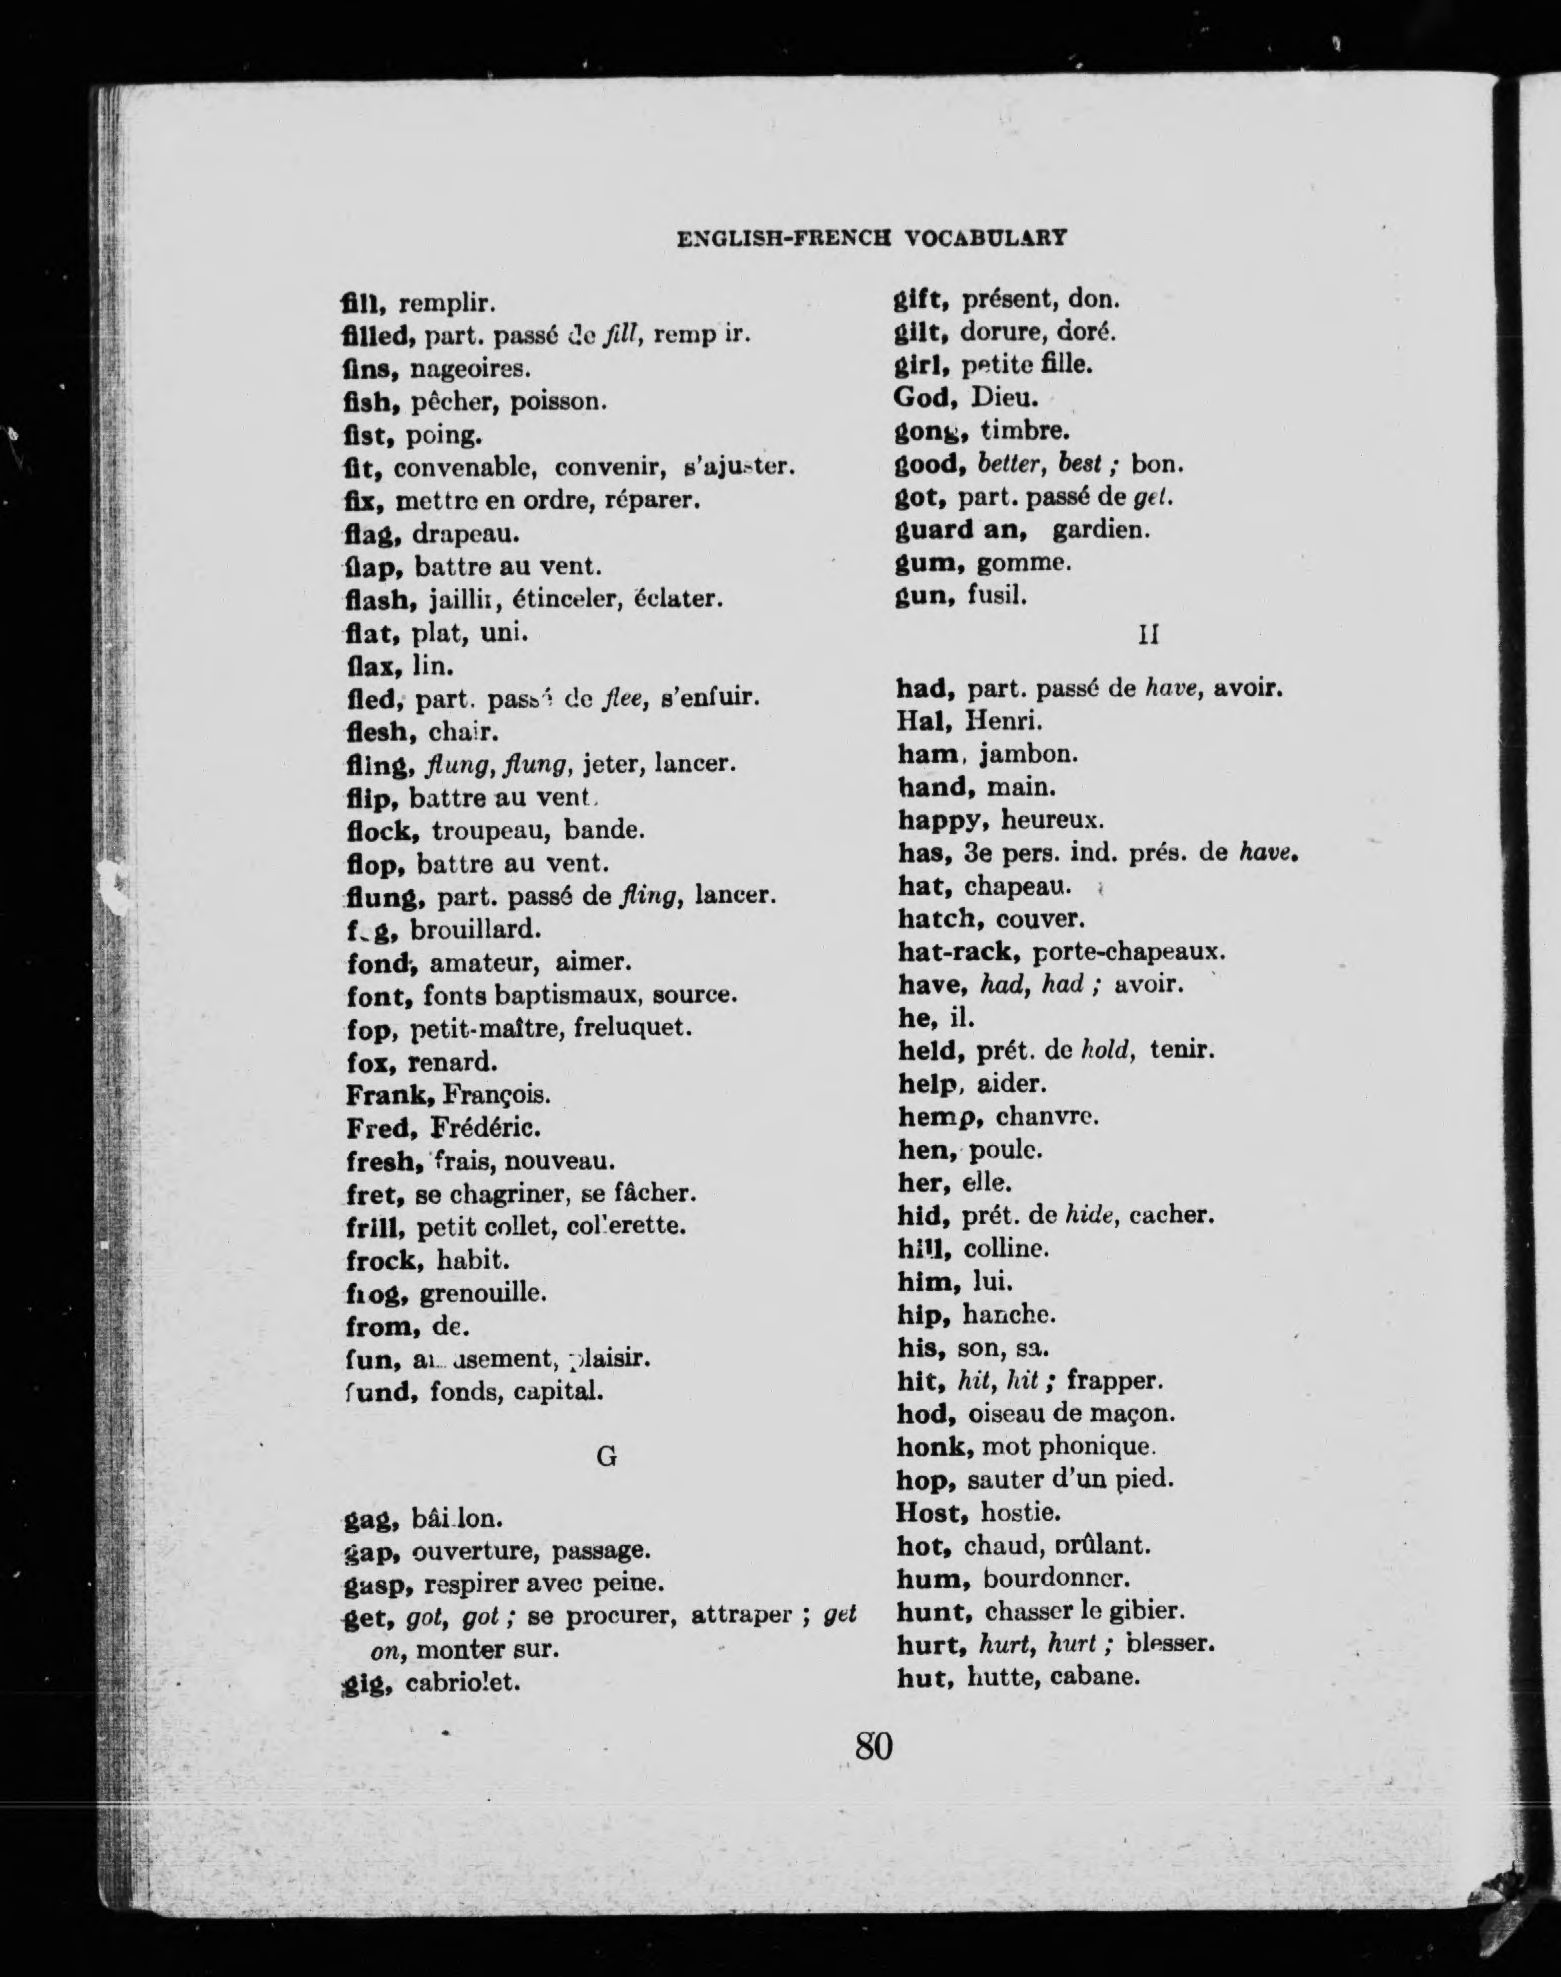 ENGLISH-FRENCH VOCABULARY
fill, remplir.
filled, part. passé de fill, remp ir.
fins, nageoires.
fish, pêcher, poisson.
fist, poing.
fit, convenable, convenir, s'ajuster.
fix, mettre en ordre, réparer.
flag, drapeau.
flap, battre au vent.
flash, jaillir, étinceler, éclater.
flat, plat, uni.
flax, lin.
fled, part. passé de flee, s'enfuir.
flesh, chair.
fling, flung, flung, jeter, lancer.
flip, battre au vent.
flock, troupeau, bande.
flop, battre au vent.
flung, part. passé de fling, lancer.
fog, brouillard.
fond, amateur, aimer.
font, fonts baptismaux, source.
fop, petit-maître, freluquet.
fox, renard.
Frank, François.
Fred, Frédéric.
fresh, frais, nouveau.
fret, se chagriner, se fâcher.
frill, petit collet, collerette.
frock, habit.
frog, grenouille.
from, de.
fun, amusement, plaisir.
fund, fonds, capital.
G
gag, bâillon.
gap, ouverture, passage.
gasp, respirer avec peine.
get, got, got ; se procurer, attraper ; get
on, monter sur.
gig, cabriolet.
gift, présent, don.
gilt, dorure, doré.
girl, petite fille.
God, Dieu.
gong, timbre.
good, better, best ; bon.
got, part. passé de get.
guard an, gardien.
gum, gomme.
gun, fusil.
H
had, part. passé de have, avoir.
Hal, Henri.
ham, jambon.
hand, main.
happy, heureux.
has, 3e pers. ind. prés. de have.
hat, chapeau.
hatch, couver.
hat-rack, porte-chapeaux.
have, had, had ; avoir.
he, il.
held, prét. de hold, tenir.
help, aider.
hemp, chanvre.
hen, poule.
her, elle.
hid, prét. de hide, cacher.
hill, colline.
him, lui.
hip, hanche.
his, son, sa.
hit, hit, hit ; frapper.
hod, oiseau de maçon.
honk, mot phonique.
hop, sauter d'un pied.
Host, hostie.
hot, chaud, brûlant.
hum, bourdonner.
hunt, chasser le gibier.
hurt, hurt, hurt ; blesser.
hut, hutte, cabane.
80